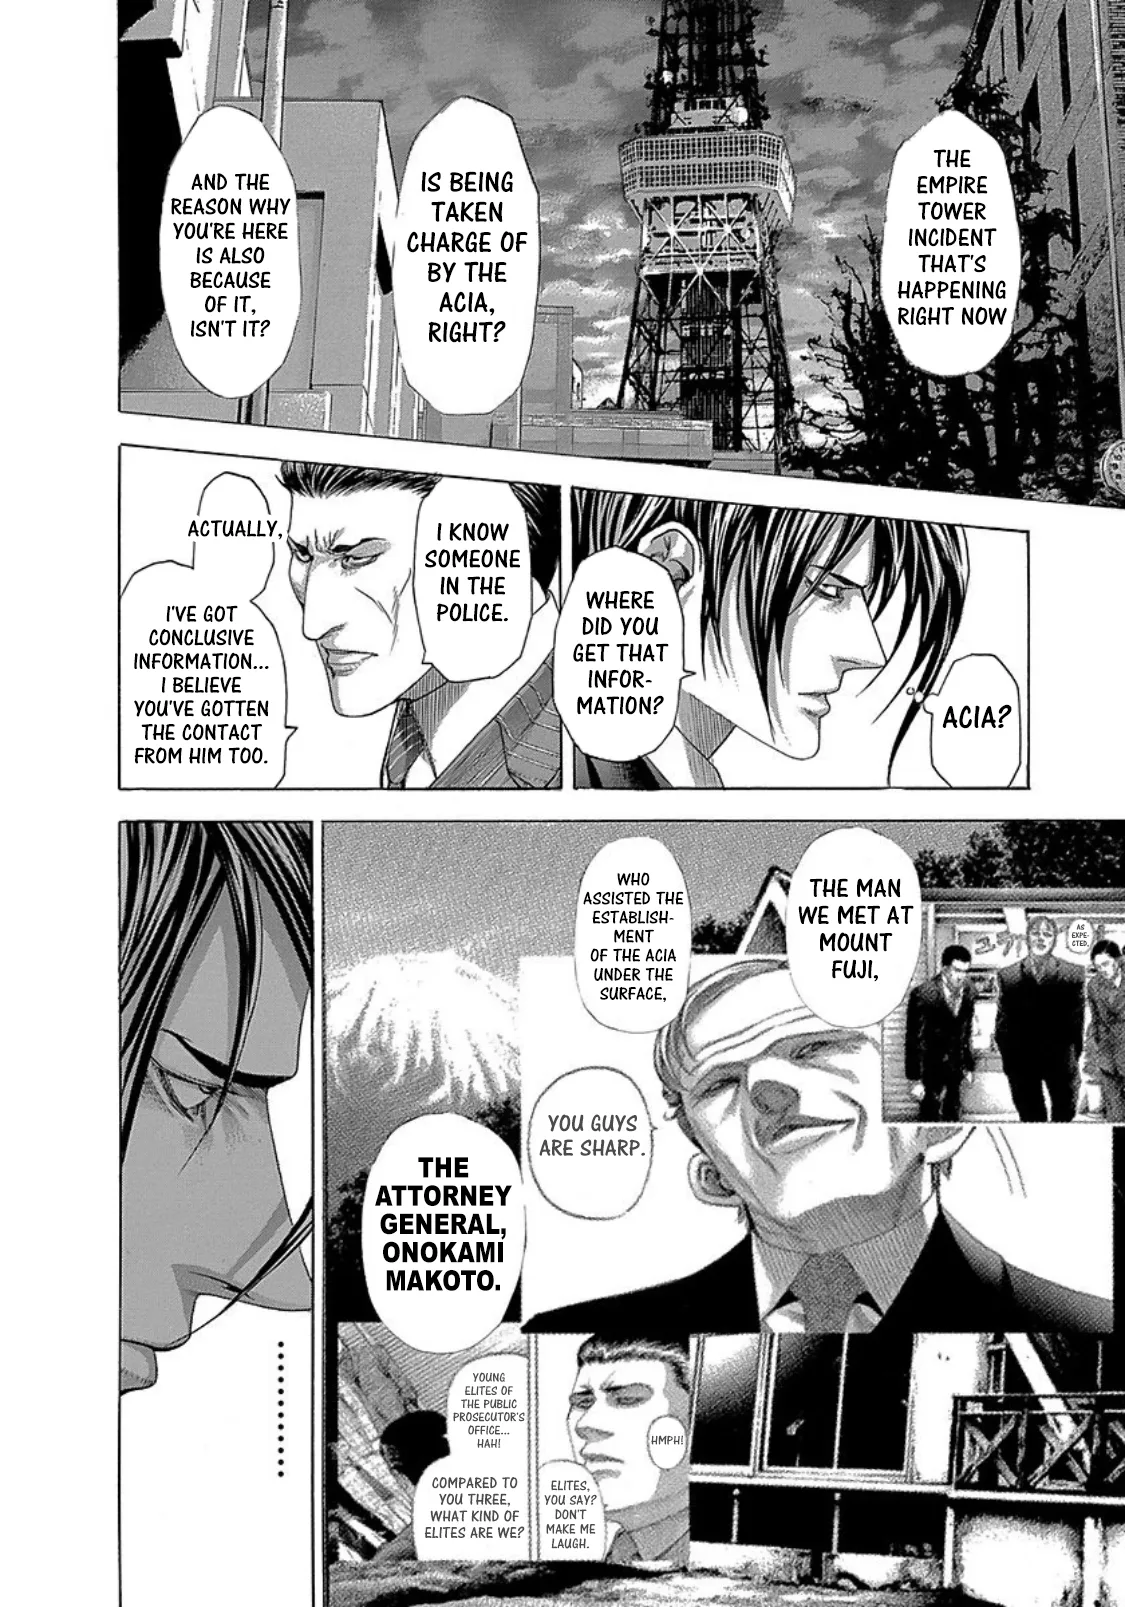 THE
EMPIRE
TOWER
INCIDENT
THAT'S
HAPPENING
RIGHT NOW
IS BEING
TAKEN
CHARGE OF
BY THE
ACIA,
RIGHT?
AND THE
REASON WHY
YOU'RE HERE
IS ALSO
BECAUSE
OF IT,
ISN'T IT?
ACIA?
WHERE
DID YOU
GET THAT
INFOR-
MATION?
I KNOW
SOMEONE
IN THE
POLICE.
ACTUALLY,
I'VE GOT
CONCLUSIVE
INFORMATION...
I BELIEVE
YOU'VE GOTTEN
THE CONTACT
FROM HIM TOO.
AS
EXPE-
CTED.
THE MAN
WE MET AT
MOUNT
FUJI,
WHO
ASSISTED THE
ESTABLISH-
MENT
OF THE ACIA
UNDER THE
SURFACE,
YOU GUYS
ARE SHARP.
THE
ATTORNEY
GENERAL,
ONOKAMI
MAKOTO.
HMPH!
ELITES,
YOU SAY?
DON'T
MAKE ME
LAUGH.
YOUNG
ELITES OF
THE PUBLIC
PROSECUTOR'S
OFFICE...
HAH!
COMPARED TO
YOU THREE,
WHAT KIND OF
ELITES ARE WE?
..........